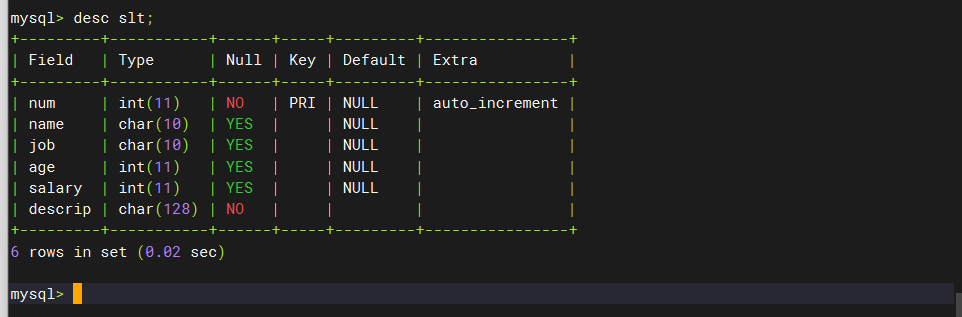 mysql> desc slt;
+---------+-----------+------+-----+---------+----------------+
| Field   | Type      | Null | Key | Default | Extra          |
+---------+-----------+------+-----+---------+----------------+
| num     | int(11)   | NO   | PRI | NULL    | auto_increment |
| name    | char(10)  | YES  |     | NULL    |                |
| job     | char(10)  | YES  |     | NULL    |                |
| age     | int(11)   | YES  |     | NULL    |                |
| salary  | int(11)   | YES  |     | NULL    |                |
| descrip | char(128) | NO   |     |         |                |
+---------+-----------+------+-----+---------+----------------+
6 rows in set (0.02 sec)
mysql>